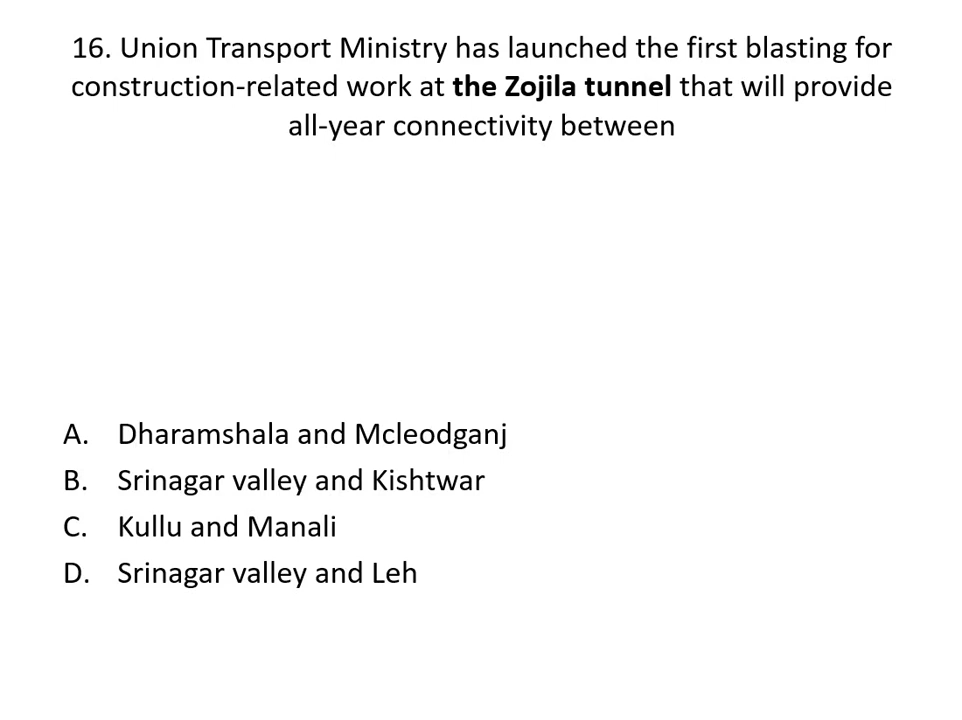 16. Union Transport Ministry has launched the first blasting for
construction-related work at the Zojila tunnel that will provide
all-year connectivity between
A. Dharamshala and Mcleodganj
B. Srinagar valley and Kishtwar
C. Kullu and Manali
D. Srinagar valley and Leh